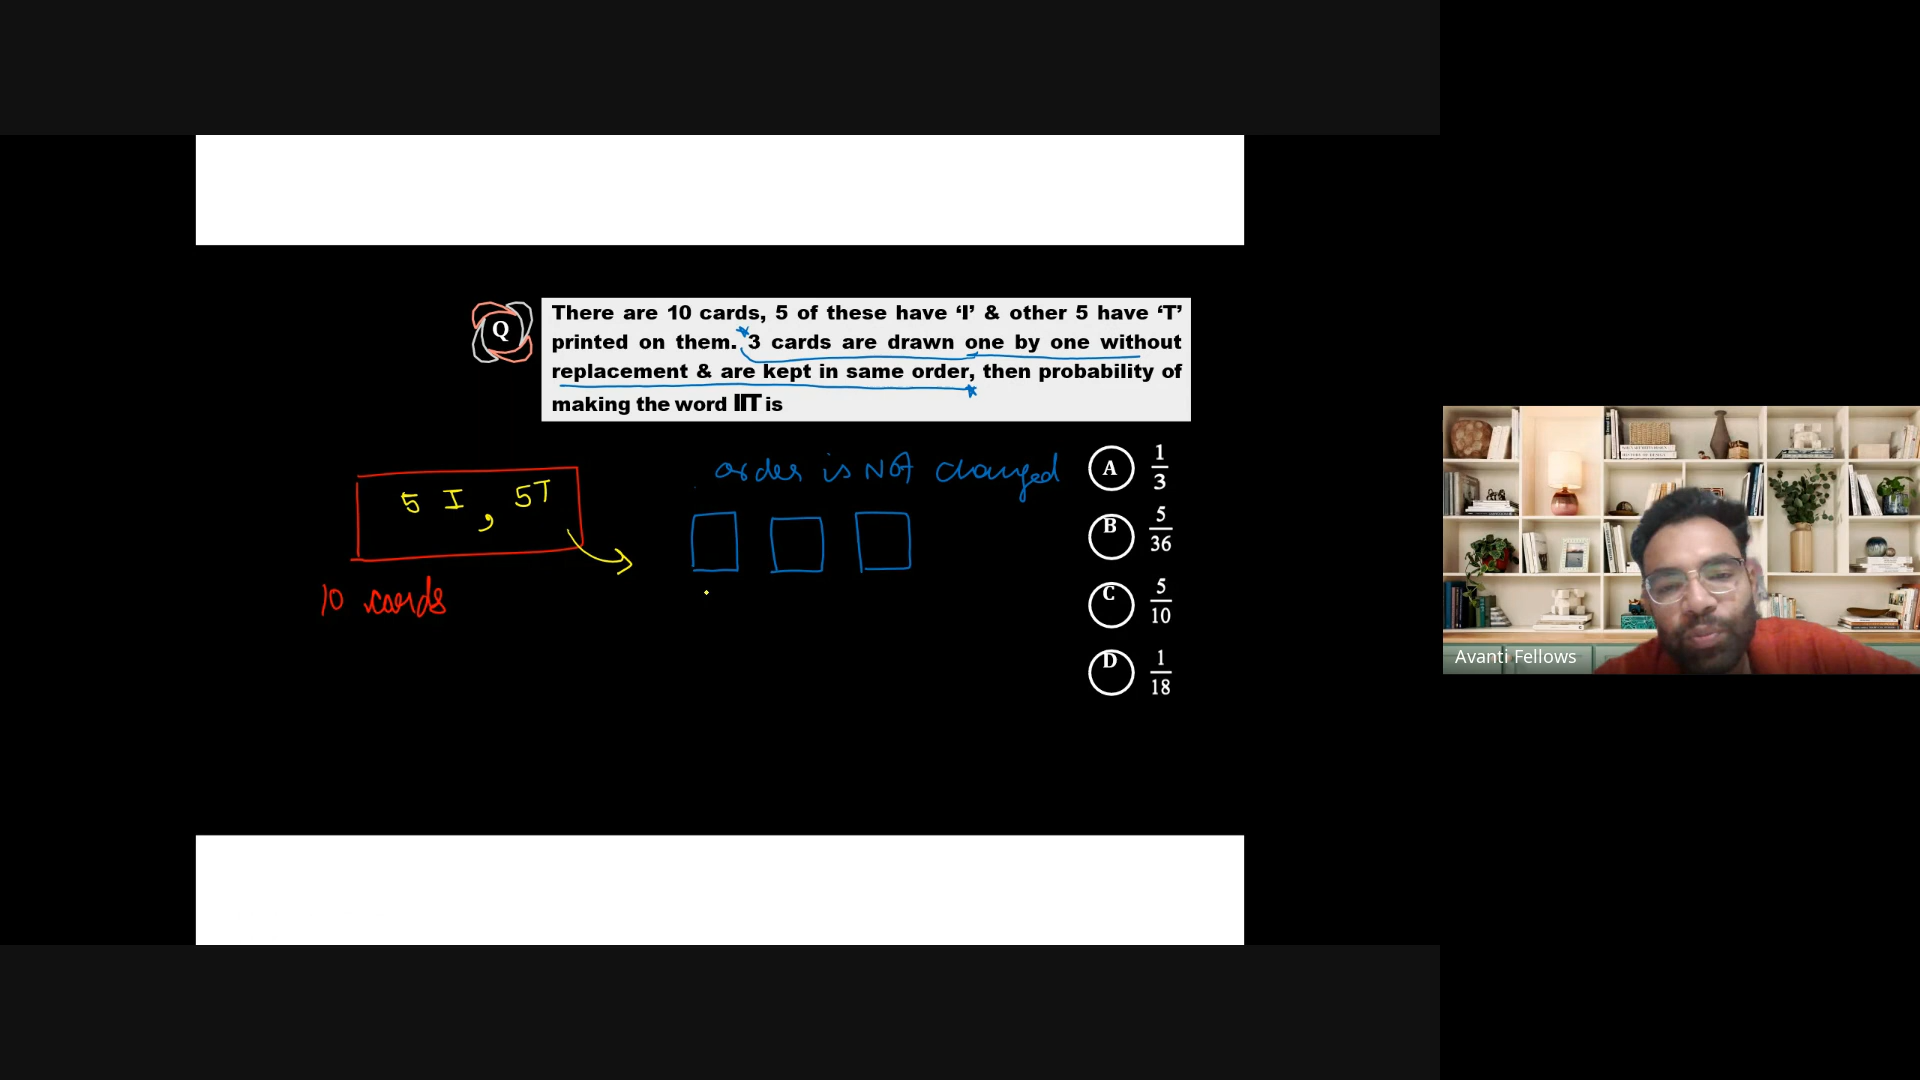 Q
There are 10 cards, 5 of these have ‘I’ & other 5 have ‘T’
printed on them. 3 cards are drawn one by one without
replacement & are kept in same order, then probability of
making the word IIT is
order is NOT changed
5 I , 5T
10 cards
A 1/3
B 5/36
C 5/10
D 1/18
Avanti Fellows